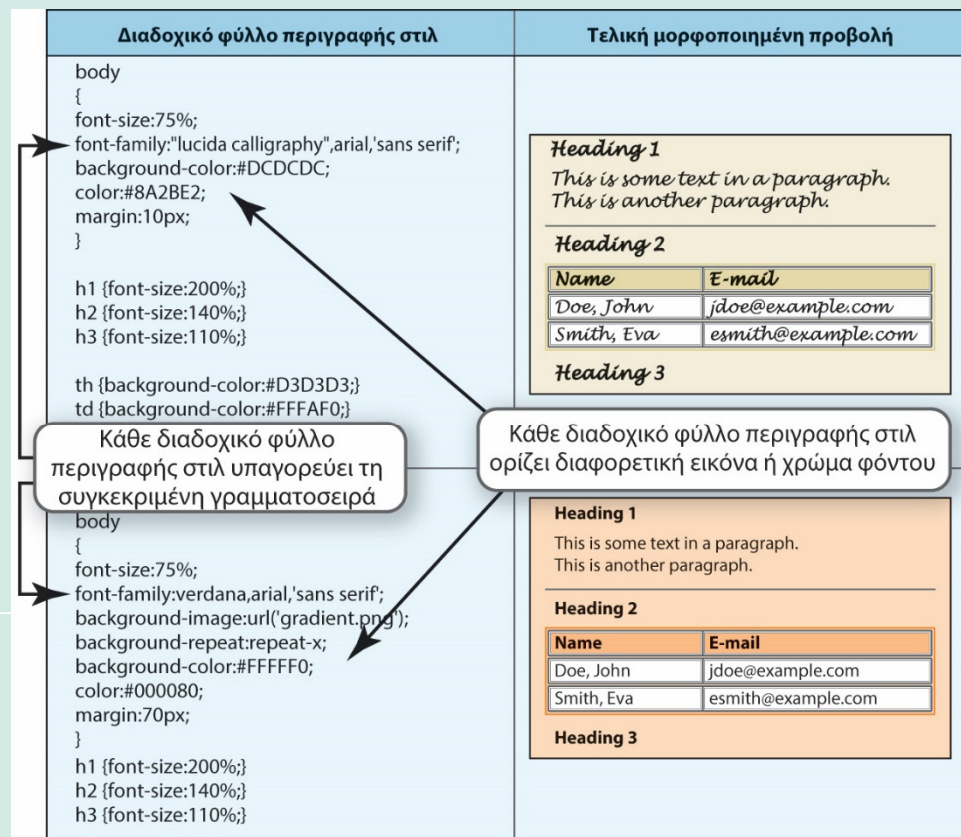 Διαδοχικό φύλλο περιγραφής στιλ
Τελική μορφοποιημένη προβολή
body
{
font-size:75%;
font-family:"lucida calligraphy",arial,'sans serif';
background-color:#DCDCDC;
color:#8A2BE2;
margin:10px;
}
h1 {font-size:200%;}
h2 {font-size:140%;}
h3 {font-size:110%;}
th {background-color:#D3D3D3;}
td {background-color:#FFFAF0;}
Heading 1
This is some text in a paragraph.
This is another paragraph.
Heading 2
Name E-mail
Doe, John jdoe@example.com
Smith, Eva esmith@example.com
Heading 3
Κάθε διαδοχικό φύλλο
περιγραφής στιλ υπαγορεύει τη
συγκεκριμένη γραμματοσειρά
Κάθε διαδοχικό φύλλο περιγραφής στιλ
ορίζει διαφορετική εικόνα ή χρώμα φόντου
body
{
font-size:75%;
font-family:verdana,arial,'sans serif';
background-image:url('gradient.png');
background-repeat:repeat-x;
background-color:#FFFFF0;
color:#000080;
margin:70px;
}
h1 {font-size:200%;}
h2 {font-size:140%;}
h3 {font-size:110%;}
Heading 1
This is some text in a paragraph.
This is another paragraph.
Heading 2
Name E-mail
Doe, John jdoe@example.com
Smith, Eva esmith@example.com
Heading 3